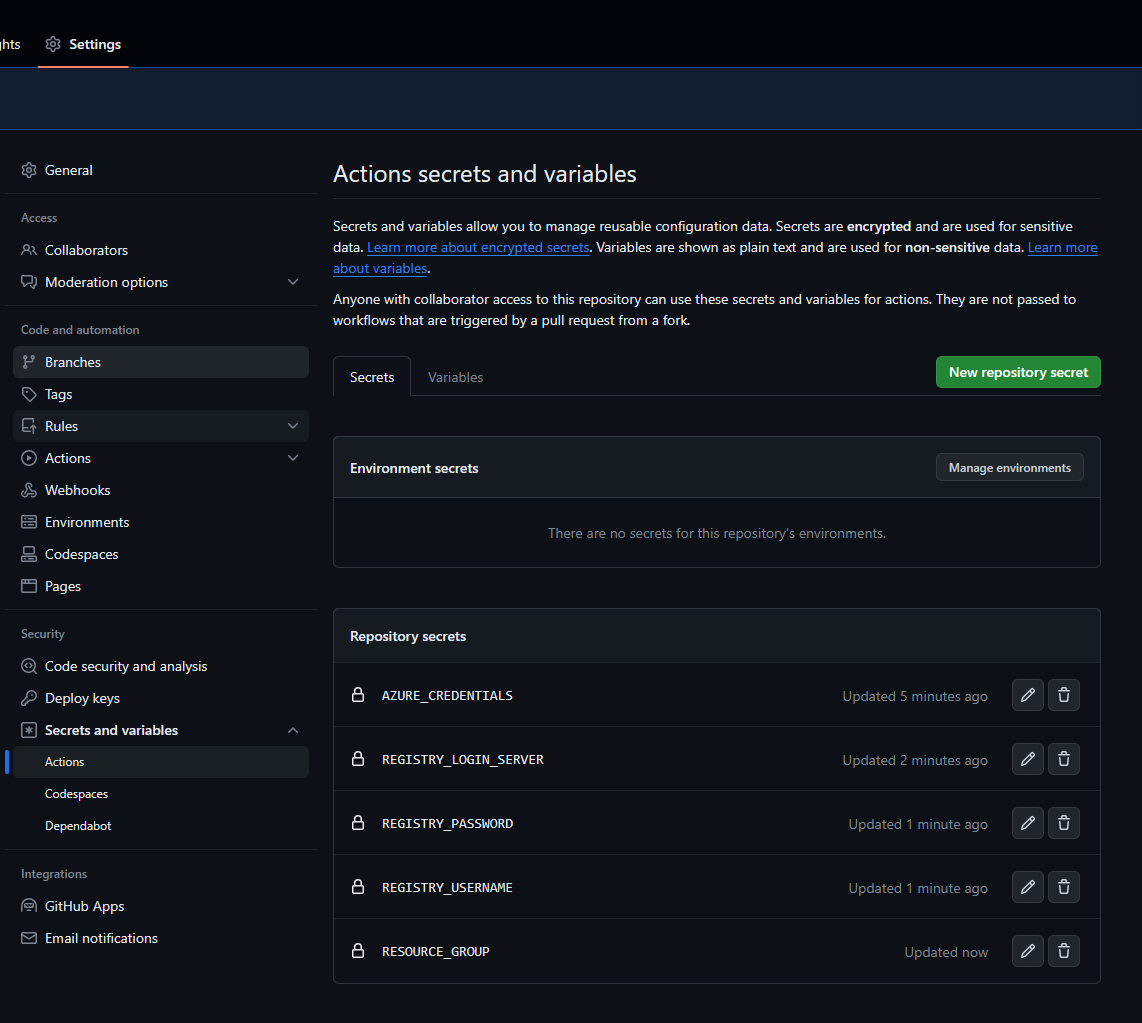 ghts
Settings
General
Access
Collaborators
Moderation options
Code and automation
Branches
Tags
Rules
Actions
Webhooks
Environments
Codespaces
Pages
Security
Code security and analysis
Deploy keys
Secrets and variables
Actions
Codespaces
Dependabot
Integrations
GitHub Apps
Email notifications
Actions secrets and variables
Secrets and variables allow you to manage reusable configuration data. Secrets are encrypted and are used for sensitive
data. Learn more about encrypted secrets. Variables are shown as plain text and are used for non-sensitive data. Learn more
about variables.
Anyone with collaborator access to this repository can use these secrets and variables for actions. They are not passed to
workflows that are triggered by a pull request from a fork.
Secrets
Variables
New repository secret
Environment secrets
Manage environments
There are no secrets for this repository's environments.
Repository secrets
AZURE_CREDENTIALS Updated 5 minutes ago
REGISTRY_LOGIN_SERVER Updated 2 minutes ago
REGISTRY_PASSWORD Updated 1 minute ago
REGISTRY_USERNAME Updated 1 minute ago
RESOURCE_GROUP Updated now